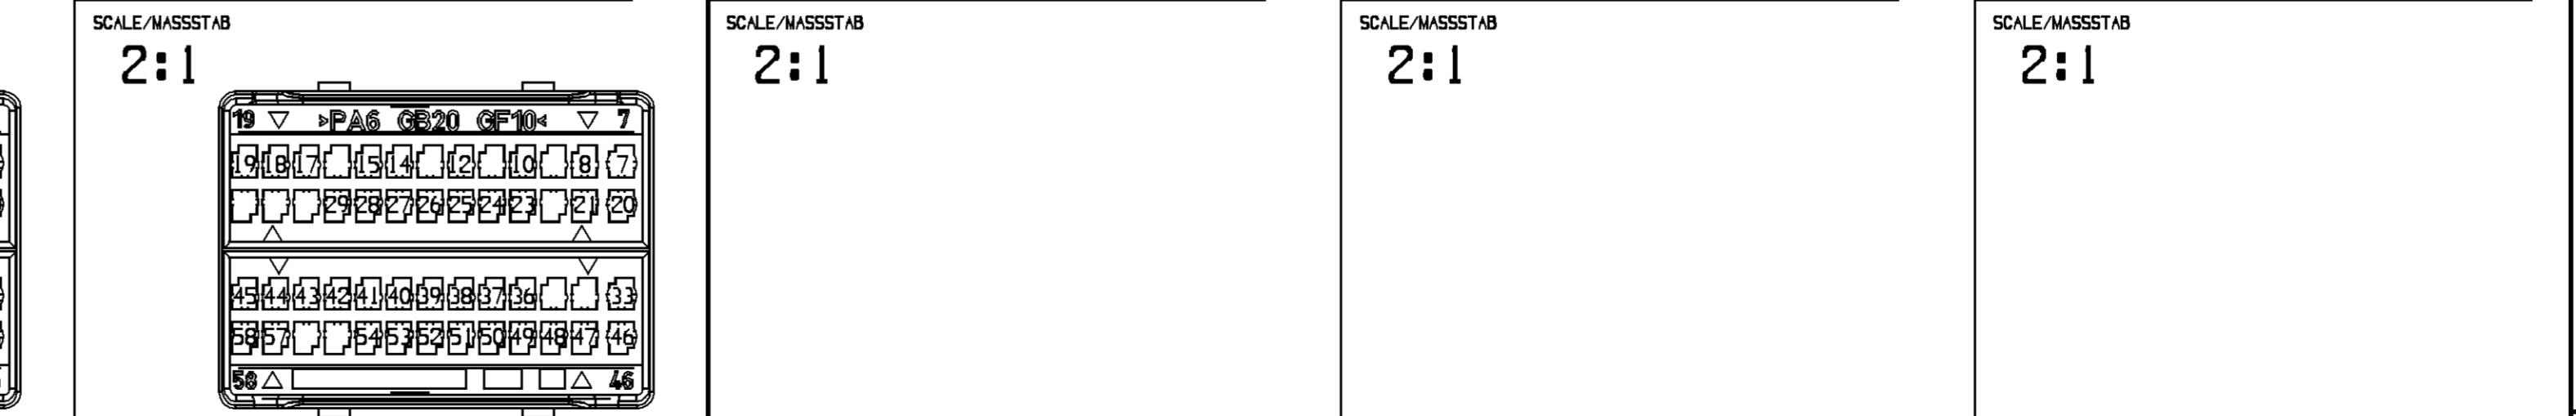 SCALE/MASSSTAB
2:1
SCALE/MASSSTAB
2:1
SCALE/MASSSTAB
2:1
SCALE/MASSSTAB
2:1
19 >PA6 GB20 GF10< 7
19 18 17 15 14 12 10 8 7
29 28 27 26 25 24 23 21 20
45 44 43 42 41 40 39 38 37 36 33
58 57 54 53 52 51 50 49 48 47 46
58 46